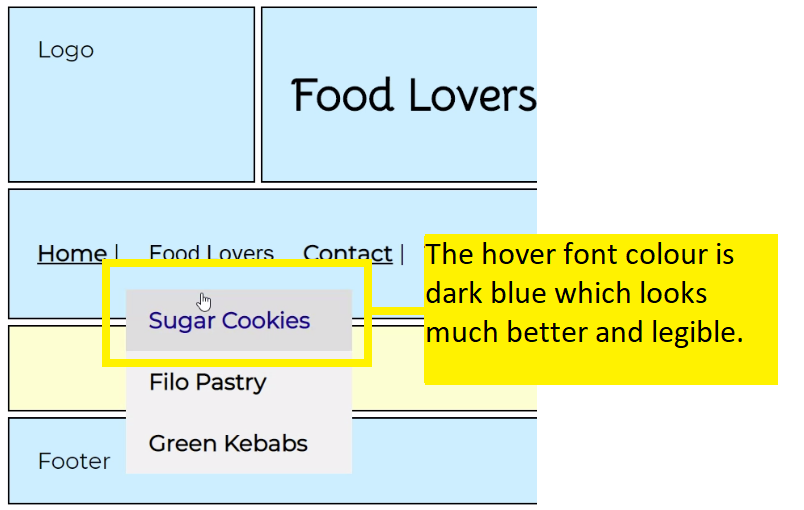 Logo
Food Lovers
Home | Food Lovers Contact |
Sugar Cookies
Filo Pastry
Green Kebabs
Footer
The hover font colour is
dark blue which looks
much better and legible.